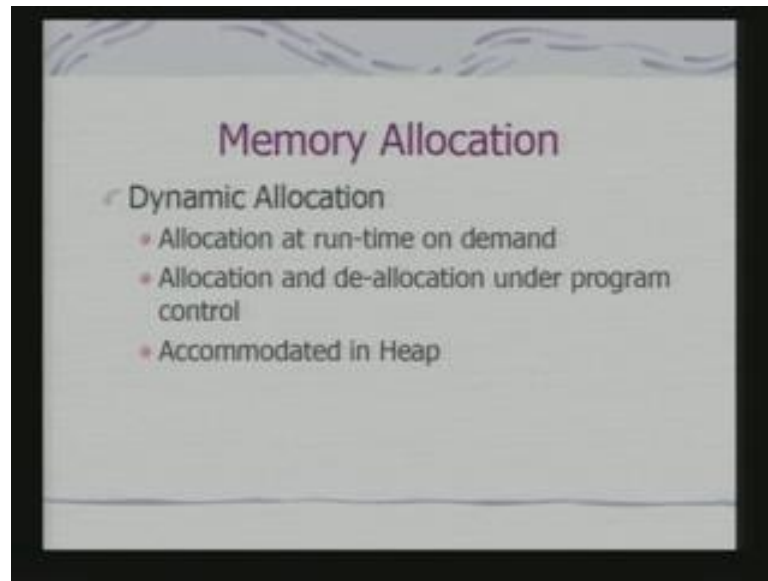 Memory Allocation
Dynamic Allocation
Allocation at run-time on demand
Allocation and de-allocation under program
control
Accommodated in Heap